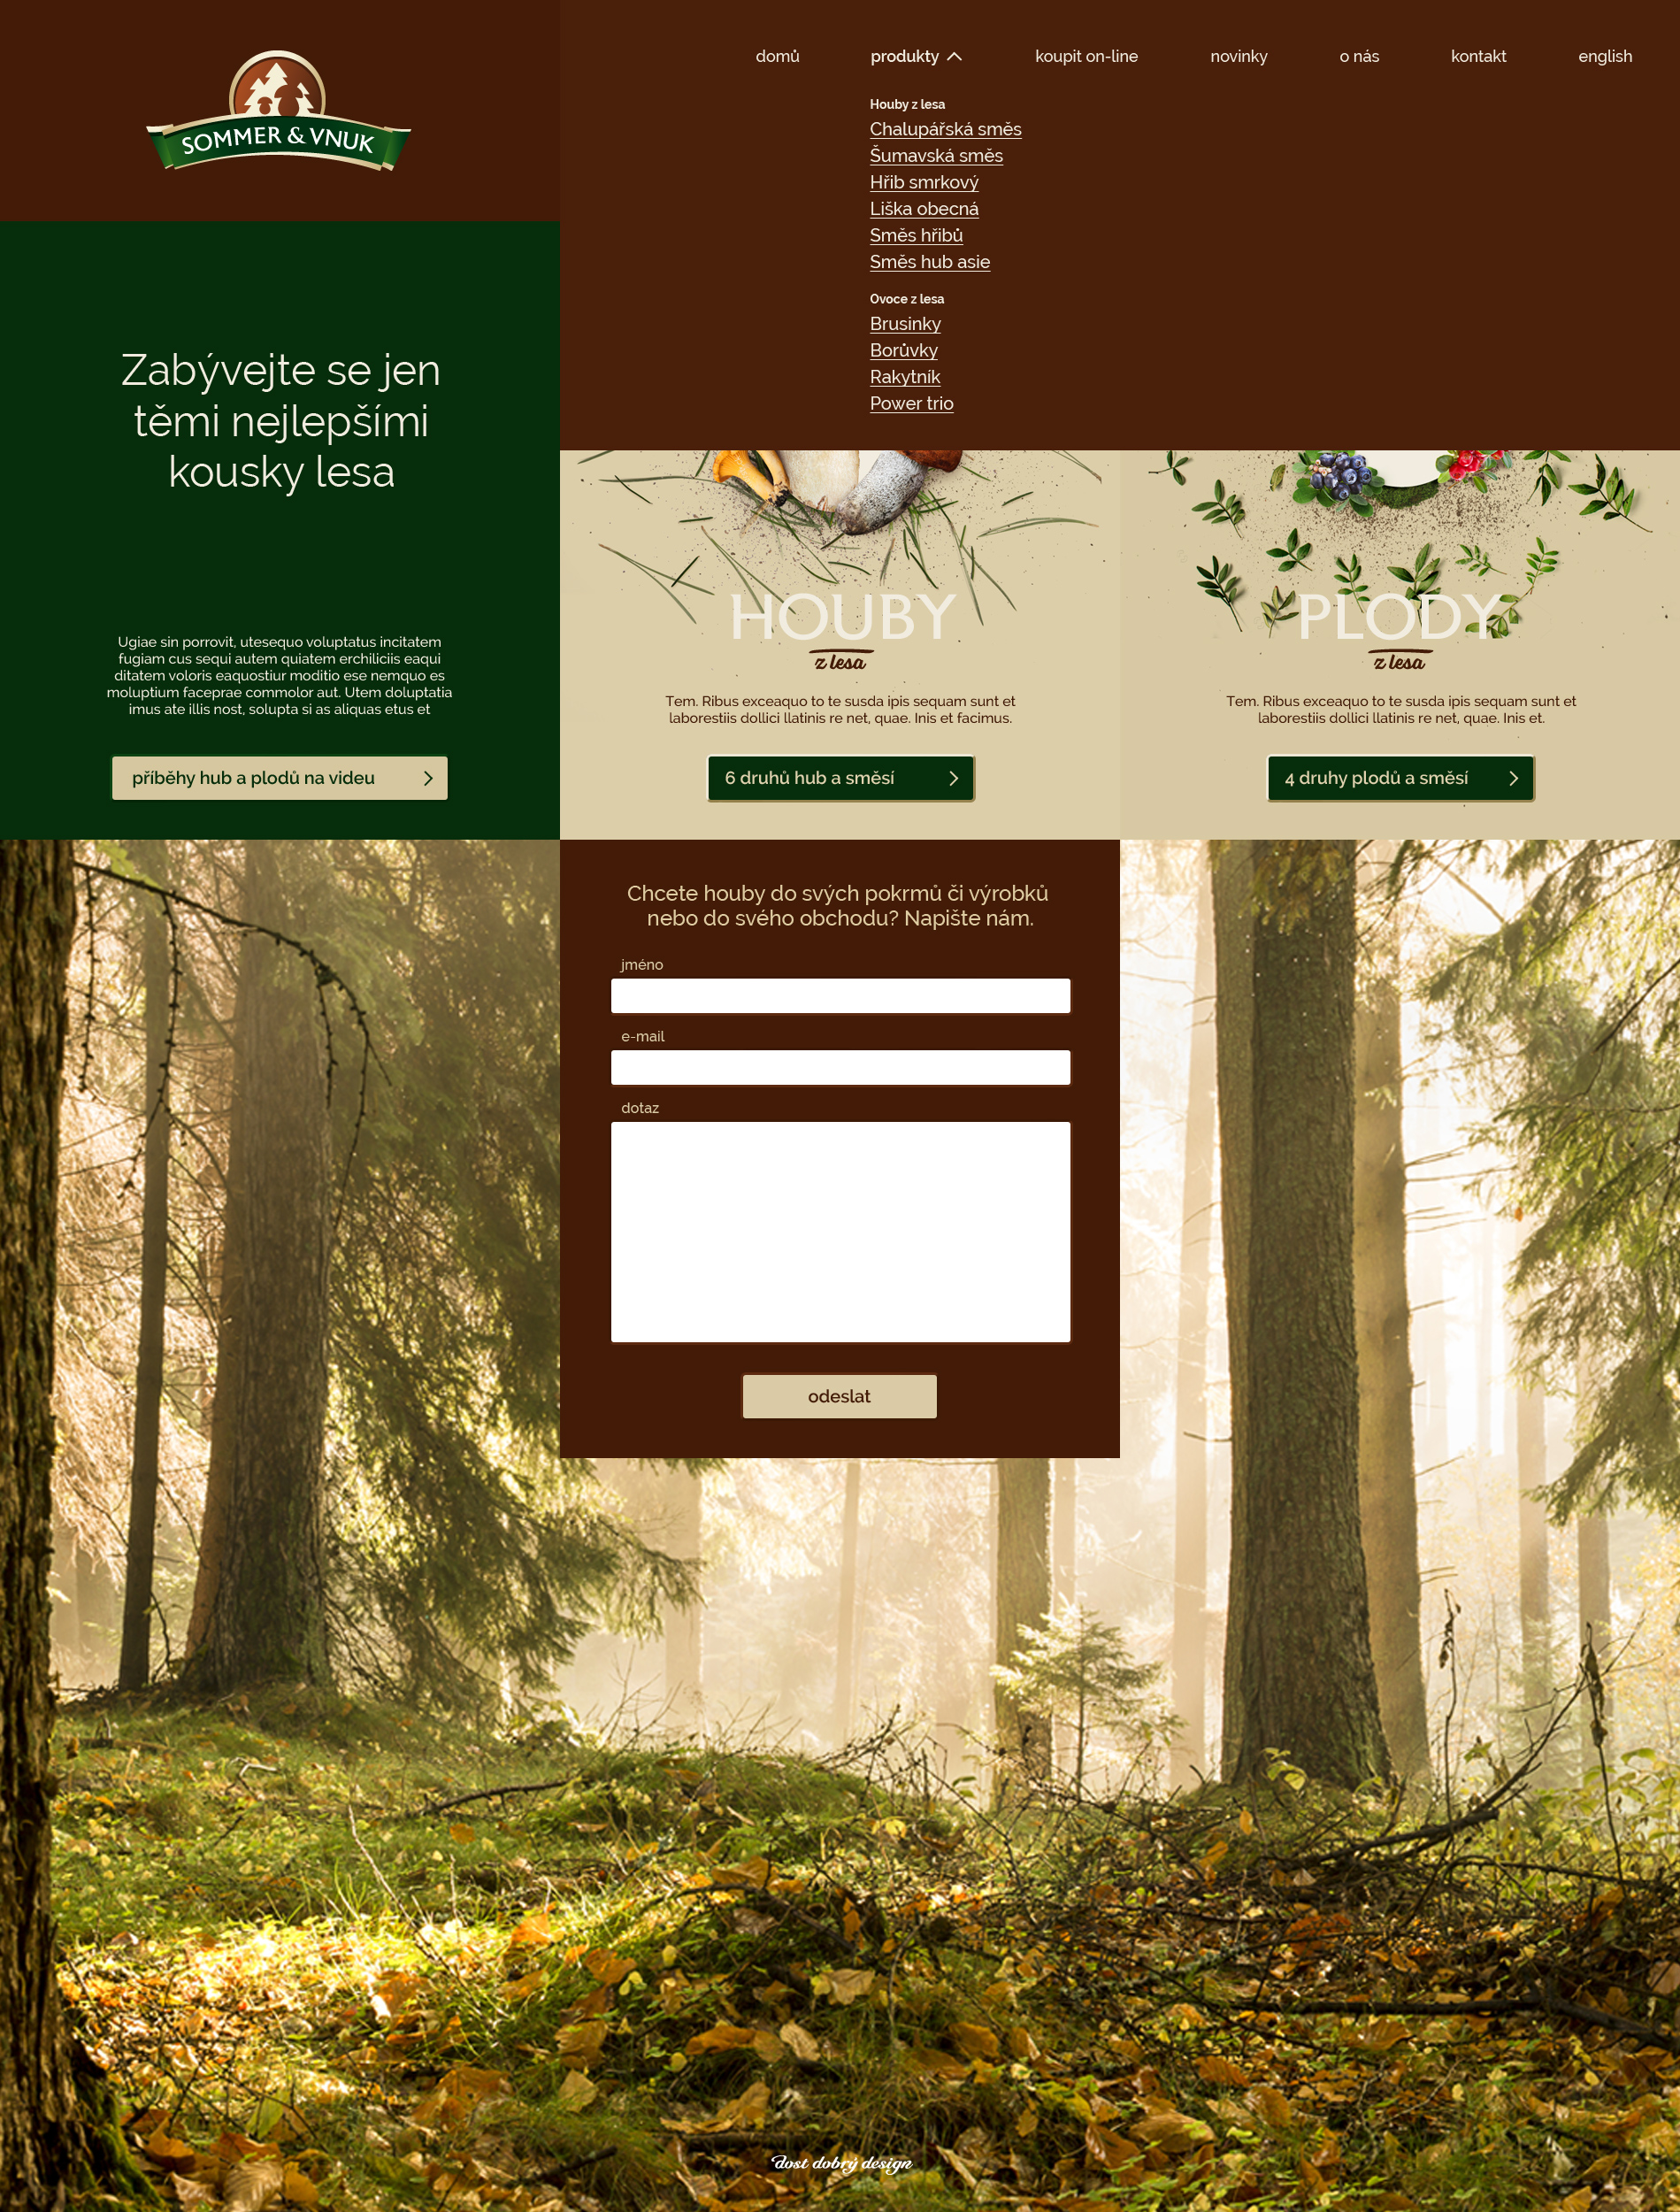 SOMMER & VNUK
domů
produkty
koupit on-line
novinky
o nás
kontakt
english
Houby z lesa
Chalupářská směs
Šumavská směs
Hřib smrkový
Liška obecná
Směs hřibů
Směs hub asie
Ovoce z lesa
Brusinky
Borůvky
Rakytník
Power trio
Zabývejte se jen
těmi nejlepšími
kousky lesa
Ugiae sin porrovit, utesequo voluptatus incitatem
fugiam cus sequi autem quiatem erchiliciis eaqui
ditatem voloris eaquostiur moditio ese nemquo es
moluptium faceprae commolor aut. Utem doluptatia
imus ate illis nost, solupta si as aliquas etus et
příběhy hub a plodů na videu
HOUBY
z lesa
Tem. Ribus exceaquo to te susda ipis sequam sunt et
laborestiis dollici llatinis re net, quae. Inis et facimus.
6 druhů hub a směsí
PLODY
z lesa
Tem. Ribus exceaquo to te susda ipis sequam sunt et
laborestiis dollici llatinis re net, quae. Inis et.
4 druhy plodů a směsí
Chcete houby do svých pokrmů či výrobků
nebo do svého obchodu? Napište nám.
jméno
e-mail
dotaz
odeslat
dost dobrý design